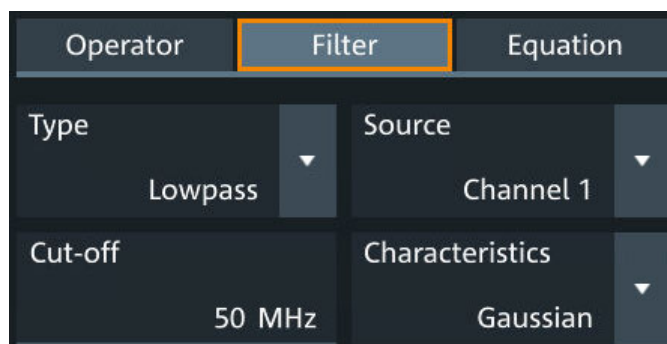 Operator Filter Equation
Type Source
Lowpass Channel 1
Cut-off Characteristics
50 MHz Gaussian